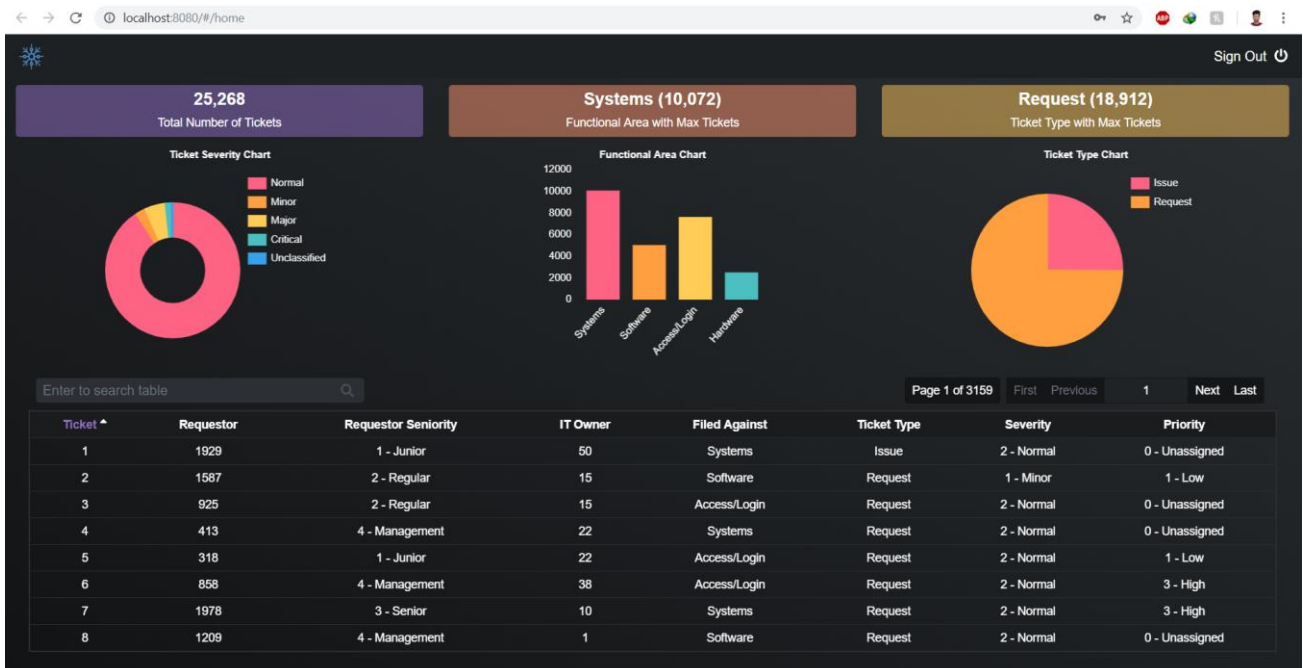 localhost:8080/#/home
ABP
Sign Out
25,268
Total Number of Tickets
Systems (10,072)
Functional Area with Max Tickets
Request (18,912)
Ticket Type with Max Tickets
Ticket Severity Chart
Normal
Minor
Major
Critical
Unclassified
Functional Area Chart
12000
10000
8000
6000
4000
2000
0
Systems
Software
Access/Login
Hardware
Ticket Type Chart
Issue
Request
Enter to search table
Page 1 of 3159 First Previous 1 Next Last
Ticket Requestor Requestor Seniority IT Owner Filed Against Ticket Type Severity Priority
1 1929 1 - Junior 50 Systems Issue 2 - Normal 0 - Unassigned
2 1587 2 - Regular 15 Software Request 1 - Minor 1 - Low
3 925 2 - Regular 15 Access/Login Request 2 - Normal 0 - Unassigned
4 413 4 - Management 22 Systems Request 2 - Normal 0 - Unassigned
5 318 1 - Junior 22 Access/Login Request 2 - Normal 1 - Low
6 858 4 - Management 38 Access/Login Request 2 - Normal 3 - High
7 1978 3 - Senior 10 Systems Request 2 - Normal 3 - High
8 1209 4 - Management 1 Software Request 2 - Normal 0 - Unassigned